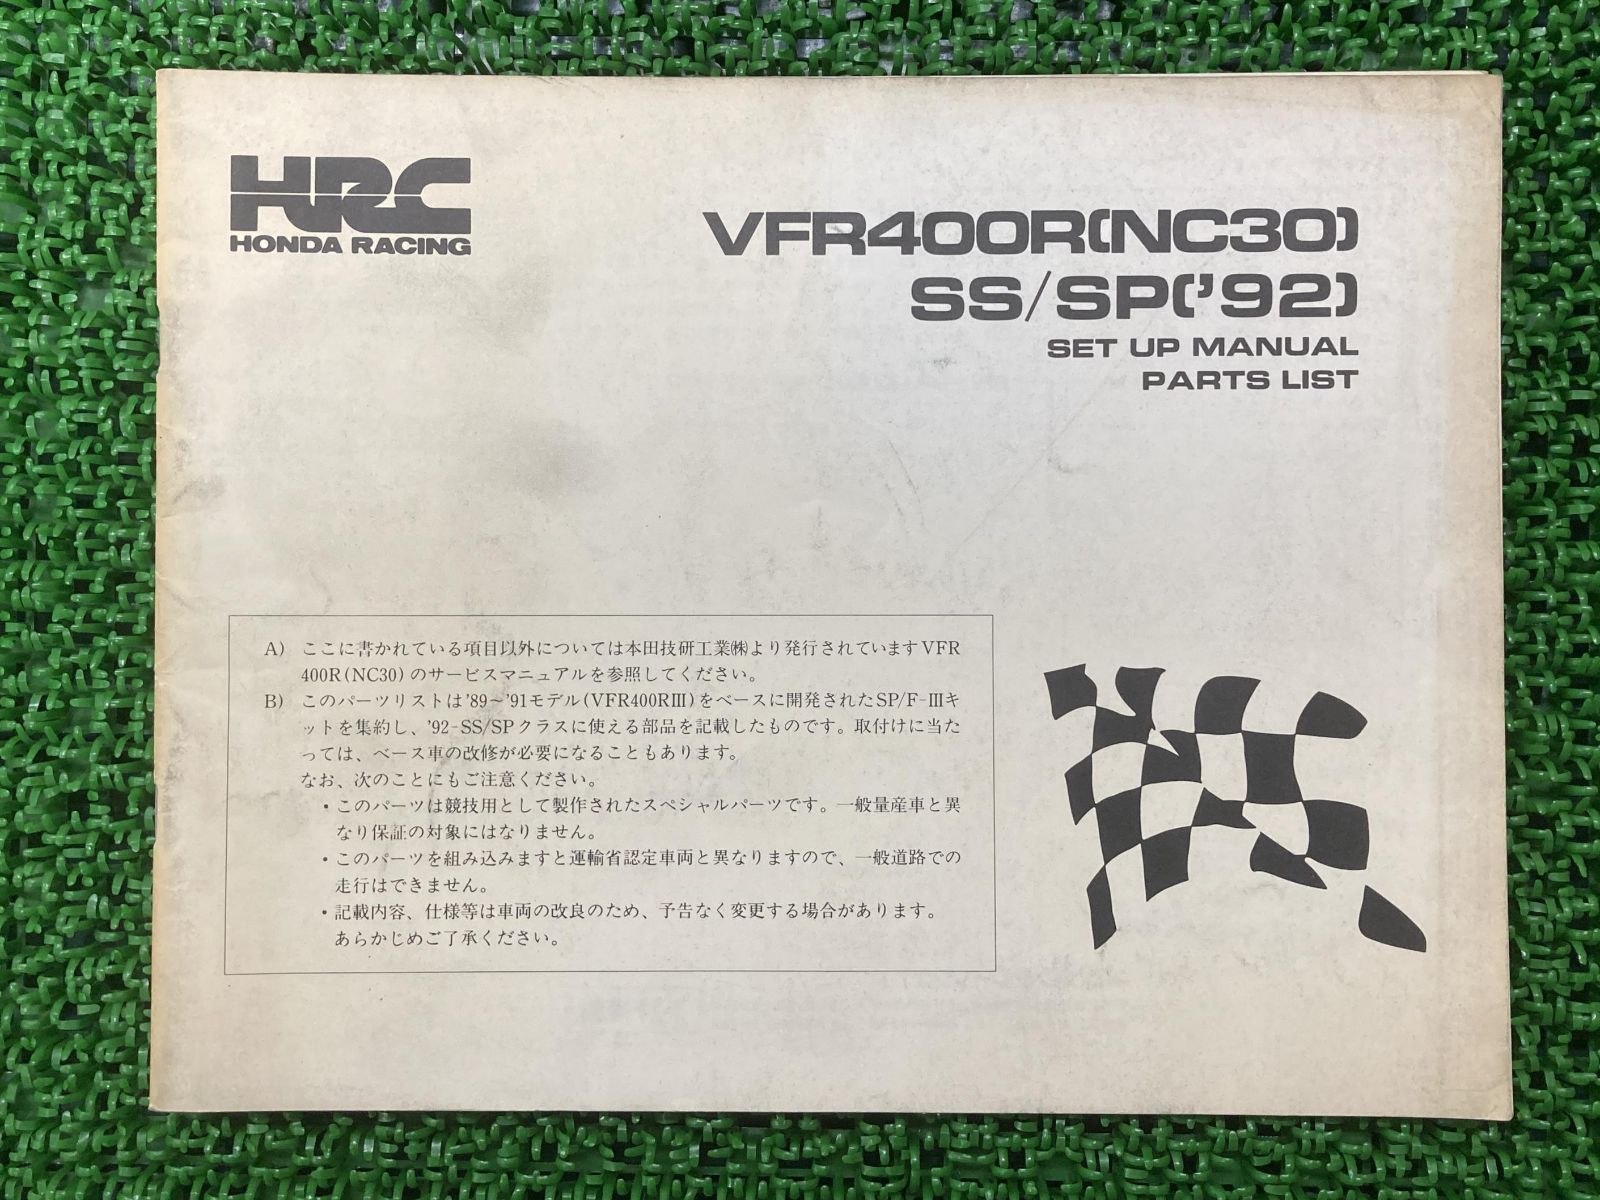 HRC
HONDA RACING
VFR400R(NC30)
SS/SP('92)
SET UP MANUAL
PARTS LIST
A) ここに書かれている項目以外については本田技研工業㈱より発行されていますVFR
400R(NC30)のサービスマニュアルを参照してください。
B) このパーツリストは'89～'91モデル(VFR400RⅢ)をベースに開発されたSP/F-Ⅲキ
ットを集約し、'92-SS/SPクラスに使える部品を記載したものです。取付けに当た
っては、ベース車の改修が必要になることもあります。
なお、次のことにもご注意ください。
・このパーツは競技用として製作されたスペシャルパーツです。一般量産車と異
なり保証の対象にはなりません。
・このパーツを組み込みますと運輸省認定車両と異なりますので、一般道路での
走行はできません。
・記載内容、仕様等は車両の改良のため、予告なく変更する場合があります。
あらかじめご了承ください。